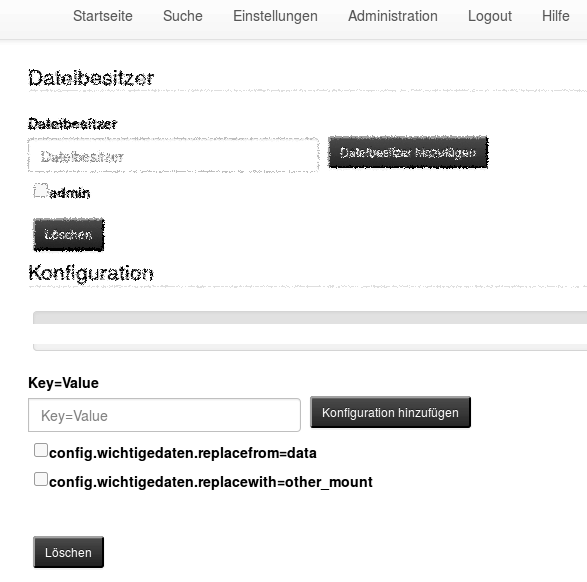 Startseite Suche Einstellungen Administration Logout Hilfe
Dateibesitzer
Dateibesitzer
Dateibesitzer Dateibesitzer hinzufügen
admin
Löschen
Konfiguration
Key=Value
Key=Value Konfiguration hinzufügen
config.wichtigedaten.replacefrom=data
config.wichtigedaten.replacewith=other_mount
Löschen